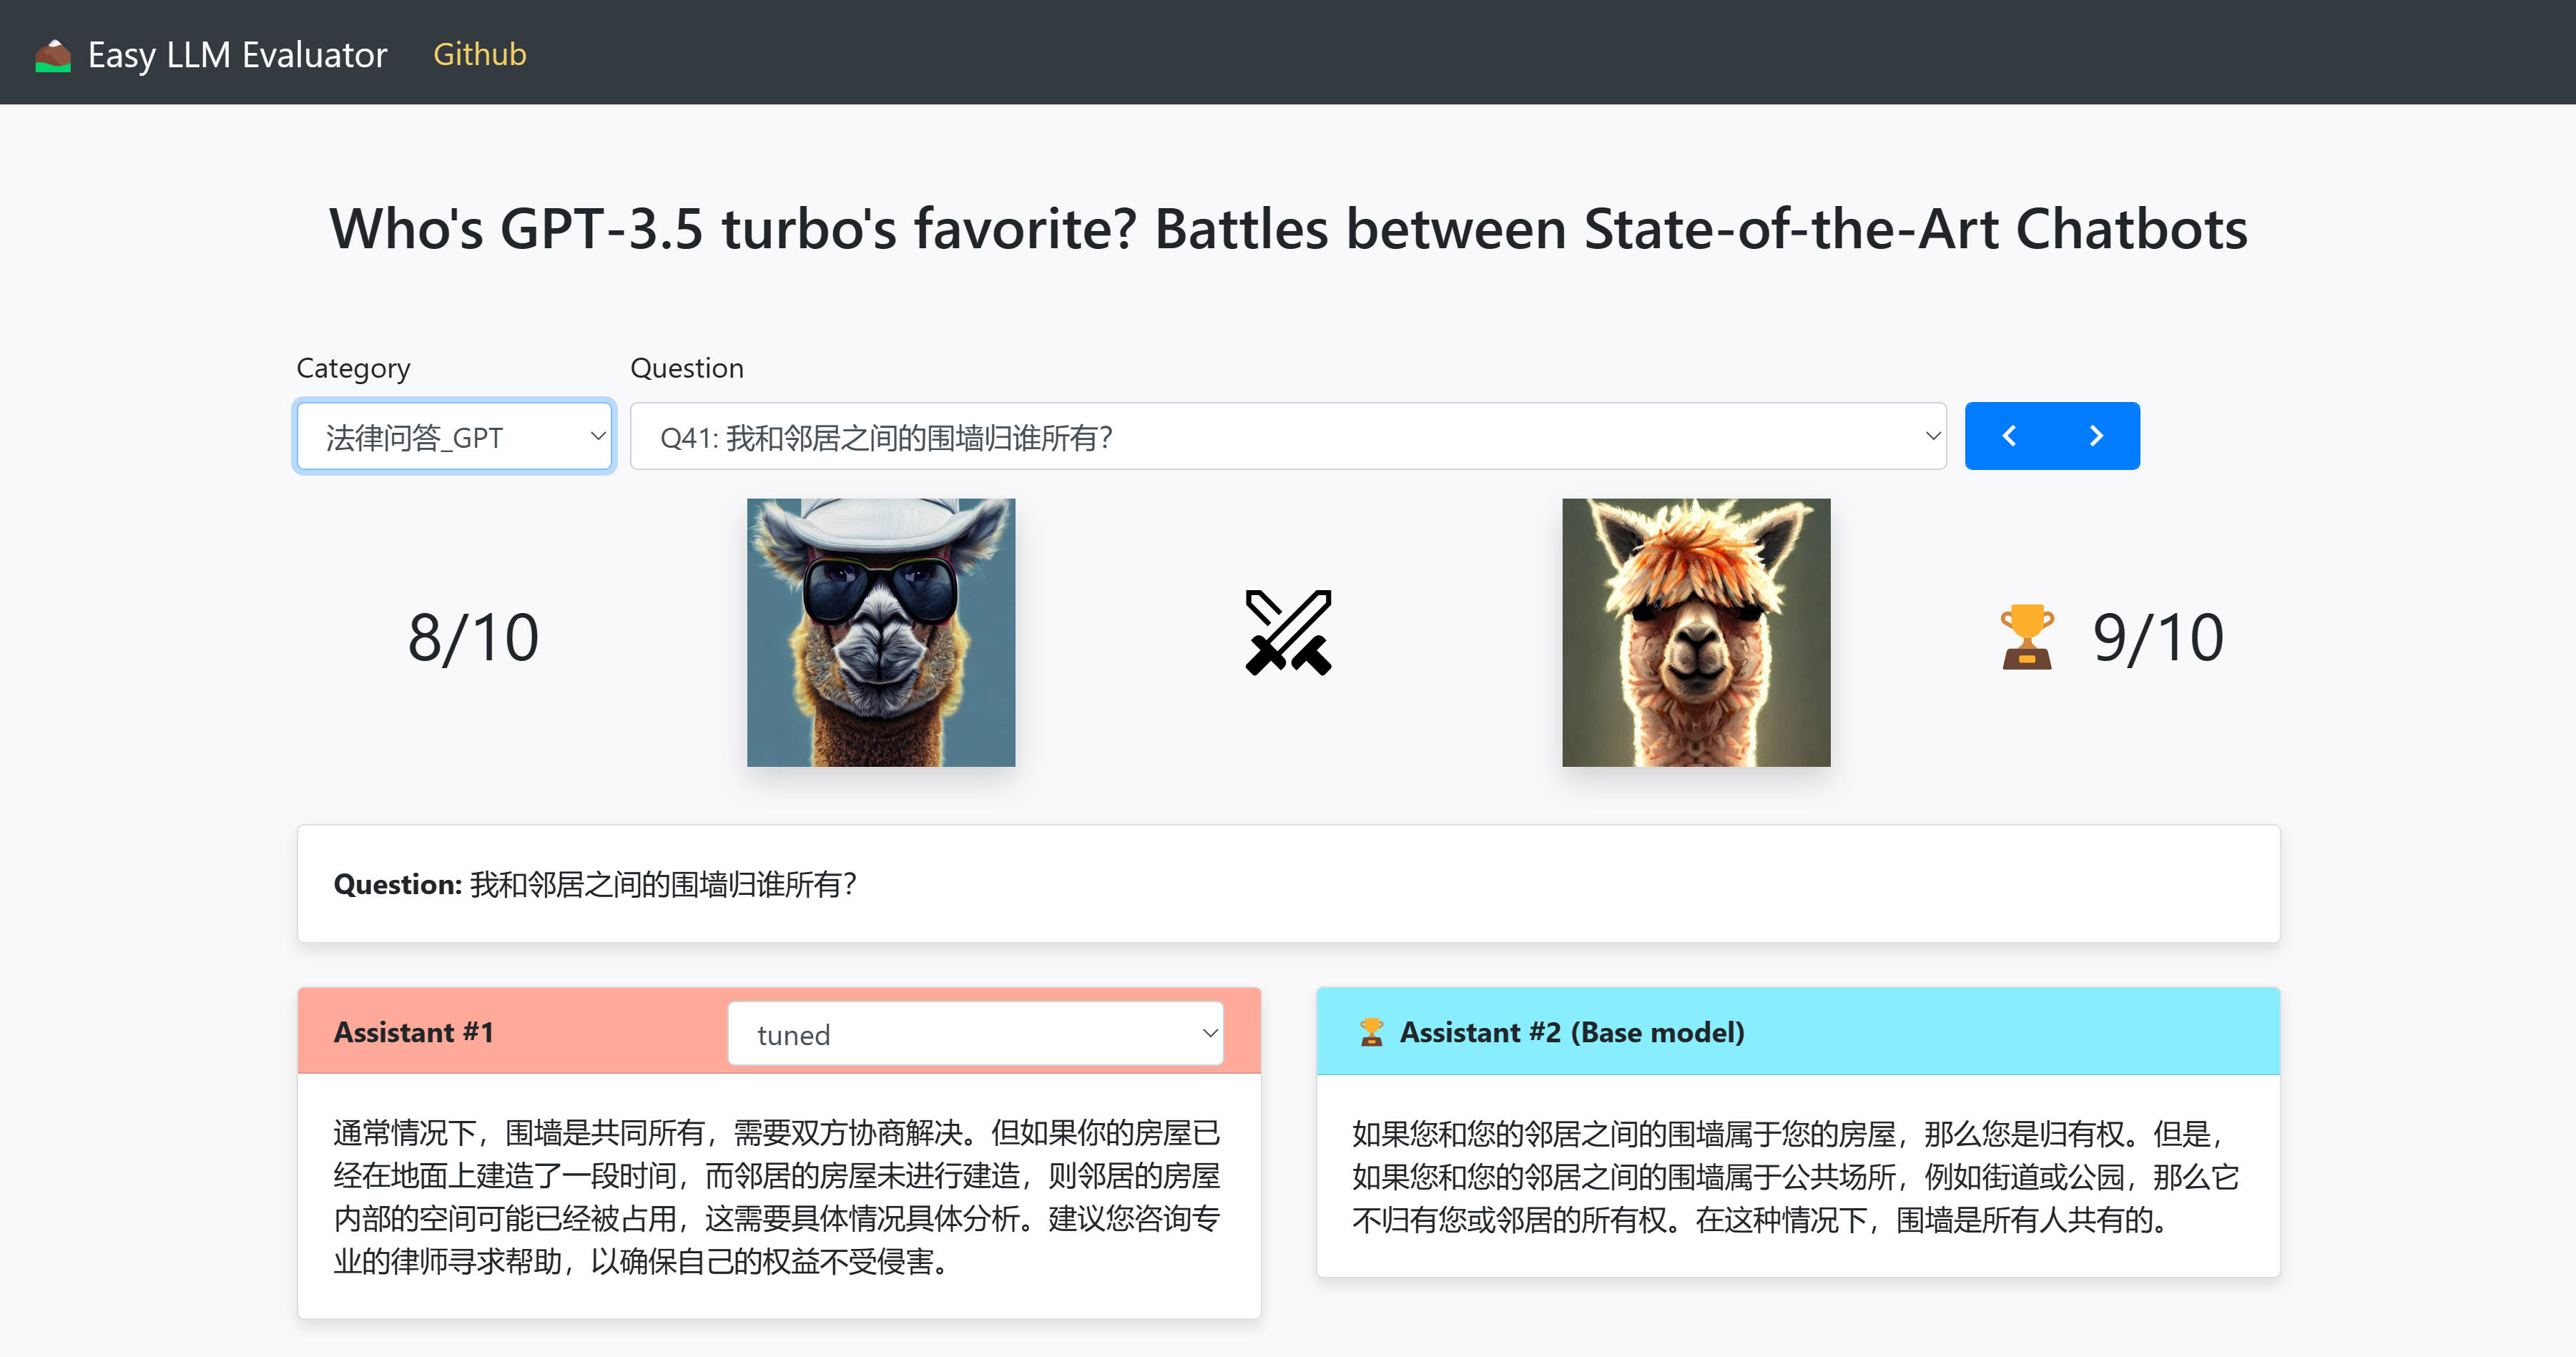 Easy LLM Evaluator Github
Who's GPT-3.5 turbo's favorite? Battles between State-of-the-Art Chatbots
Category Question
法律问答_GPT Q41: 我和邻居之间的围墙归谁所有?
8/10 9/10
Question: 我和邻居之间的围墙归谁所有?
Assistant #1 tuned
通常情况下，围墙是共同所有，需要双方协商解决。但如果你的房屋已
经在地面上建造了一段时间，而邻居的房屋未进行建造，则邻居的房屋
内部的空间可能已经被占用，这需要具体情况具体分析。建议您咨询专
业的律师寻求帮助，以确保自己的权益不受侵害。
Assistant #2 (Base model)
如果您和您的邻居之间的围墙属于您的房屋，那么您是归有权。但是，
如果您和您的邻居之间的围墙属于公共场所，例如街道或公园，那么它
不归有您或邻居的所有权。在这种情况下，围墙是所有人共有的。